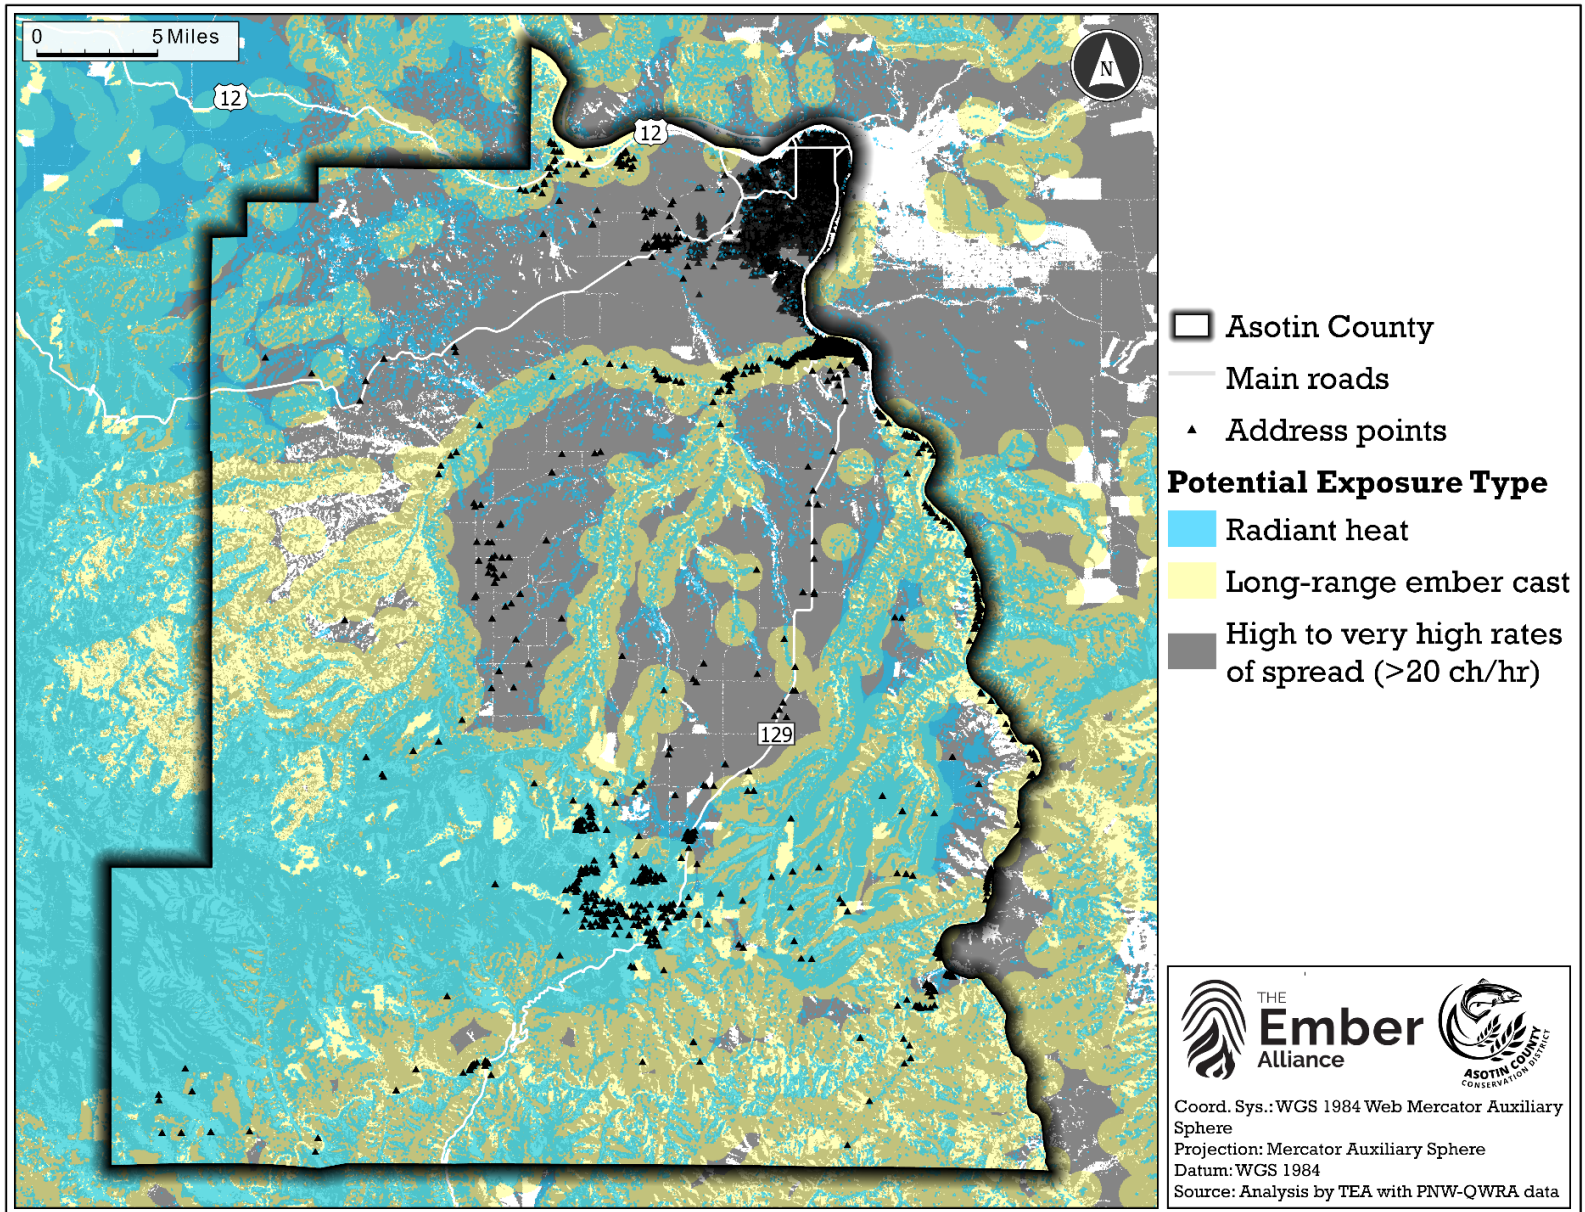 0 5 Miles
12
12
N
129
Asotin County
Main roads
Address points
Potential Exposure Type
Radiant heat
Long-range ember cast
High to very high rates
of spread (>20 ch/hr)
THE
Ember
Alliance
ASOTIN COUNTY
CONSERVATION DISTRICT
Coord. Sys.: WGS 1984 Web Mercator Auxiliary
Sphere
Projection: Mercator Auxiliary Sphere
Datum: WGS 1984
Source: Analysis by TEA with PNW-QWRA data